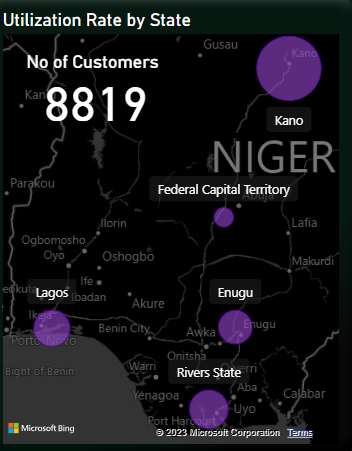 Utilization Rate by State
No of Customers
8819
Gusau
Kano
Kano
NIGER
Parakou
Federal Capital Territory
Abuja
Ilorin
Lafia
Ogbomosho
Oyo
Oshogbo
Makurdi
Ife
Lagos
Ibadan
Enugu
Akure
Ikeja
Benin City
Enugu
Porto-Novo
Awka
Onitsha
Bight of Benin
Warri
Rivers State
Aba
Yenagoa
Calabar
Uyo
Port Harcourt
Microsoft Bing
© 2023 Microsoft Corporation Terms